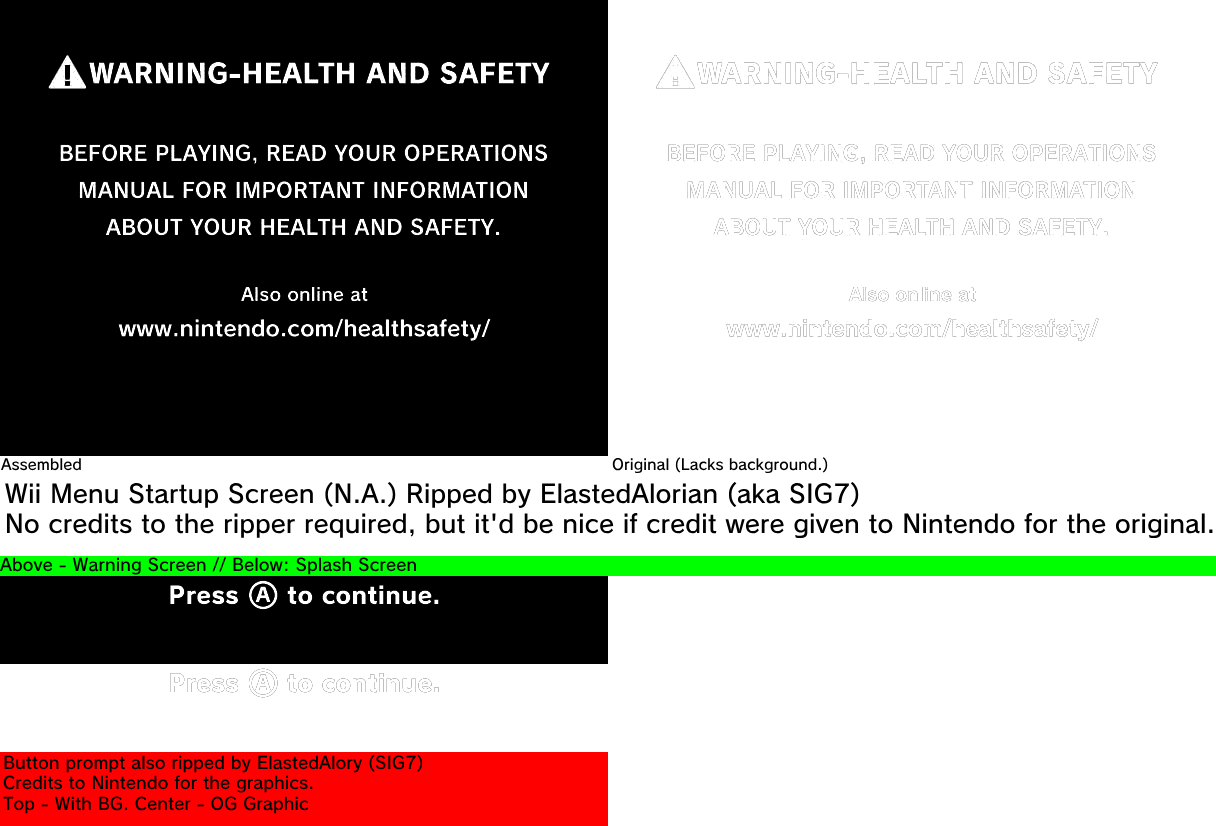 WARNING-HEALTH AND SAFETY
BEFORE PLAYING, READ YOUR OPERATIONS
MANUAL FOR IMPORTANT INFORMATION
ABOUT YOUR HEALTH AND SAFETY.
Also online at
www.nintendo.com/healthsafety/
WARNING-HEALTH AND SAFETY
BEFORE PLAYING, READ YOUR OPERATIONS
MANUAL FOR IMPORTANT INFORMATION
ABOUT YOUR HEALTH AND SAFETY.
Also online at
www.nintendo.com/healthsafety/
Assembled
Original (Lacks background.)
Wii Menu Startup Screen (N.A.) Ripped by ElastedAlorian (aka SIG7)
No credits to the ripper required, but it'd be nice if credit were given to Nintendo for the original.
Above - Warning Screen // Below: Splash Screen
Press A to continue.
Press A to continue.
Button prompt also ripped by ElastedAlory (SIG7)
Credits to Nintendo for the graphics.
Top - With BG. Center - OG Graphic